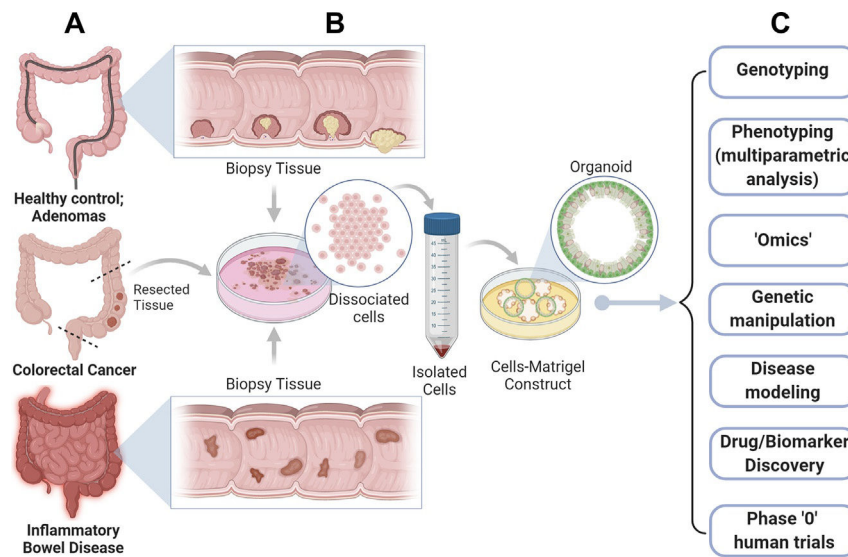 A
B
C
Healthy control;
Adenomas
Resected
Tissue
Colorectal Cancer
Inflammatory
Bowel Disease
Biopsy Tissue
Dissociated
cells
Biopsy Tissue
Isolated
Cells
Organoid
Cells-Matrigel
Construct
Genotyping
Phenotyping
(multiparametric
analysis)
'Omics'
Genetic
manipulation
Disease
modeling
Drug/Biomarker
Discovery
Phase '0'
human trials